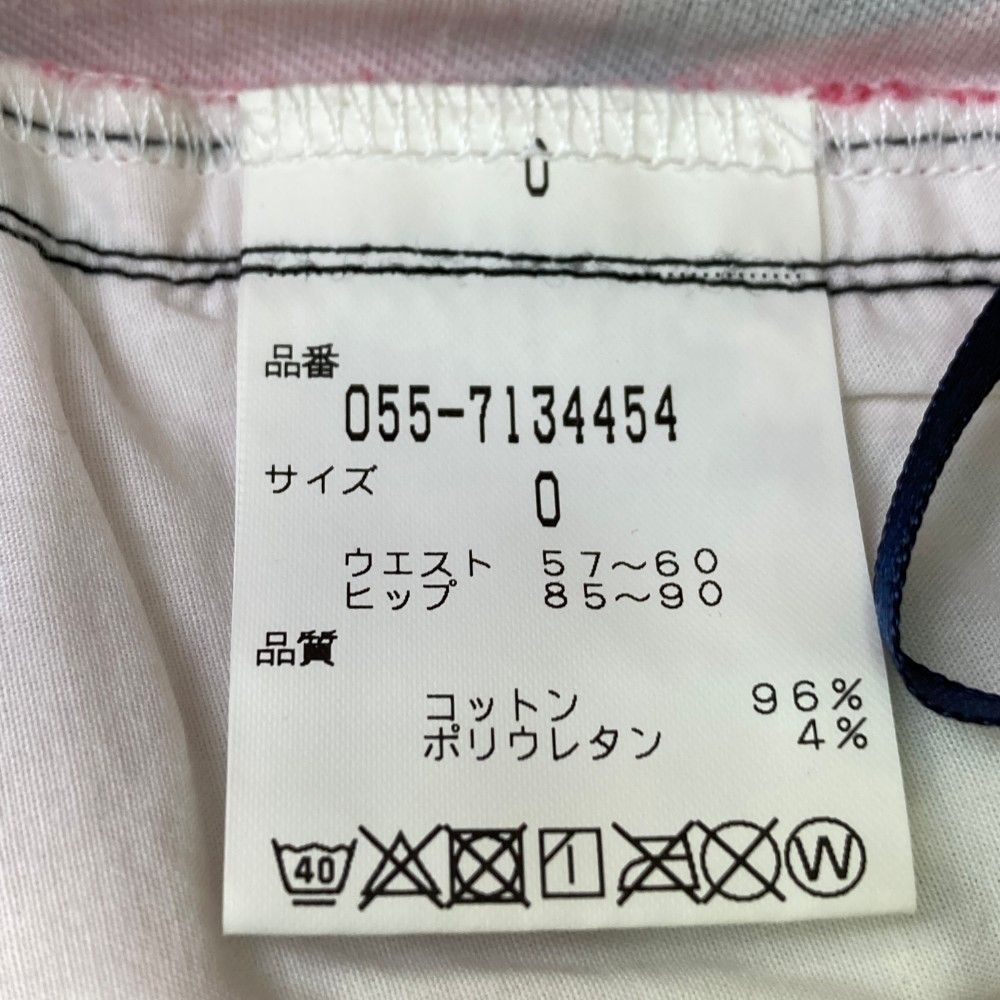 0
品番
055-7134454
サイズ
0
ウエスト 57～60
ヒップ 85～90
品質
コットン 96%
ポリウレタン 4%
40
W